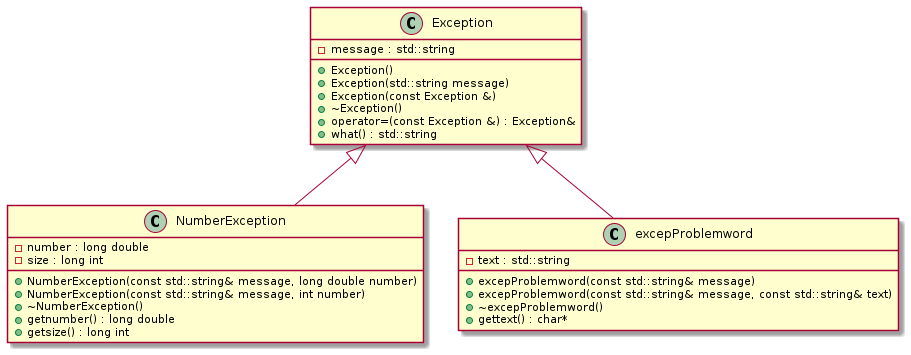 C Exception
message : std::string
Exception()
Exception(std::string message)
Exception(const Exception &)
~Exception()
operator=(const Exception &) : Exception&
what() : std::string
C NumberException
number : long double
size : long int
NumberException(const std::string& message, long double number)
NumberException(const std::string& message, int number)
~NumberException()
getnumber() : long double
getsize() : long int
C excepProblemword
text : std::string
excepProblemword(const std::string& message)
excepProblemword(const std::string& message, const std::string& text)
~excepProblemword()
gettext() : char*